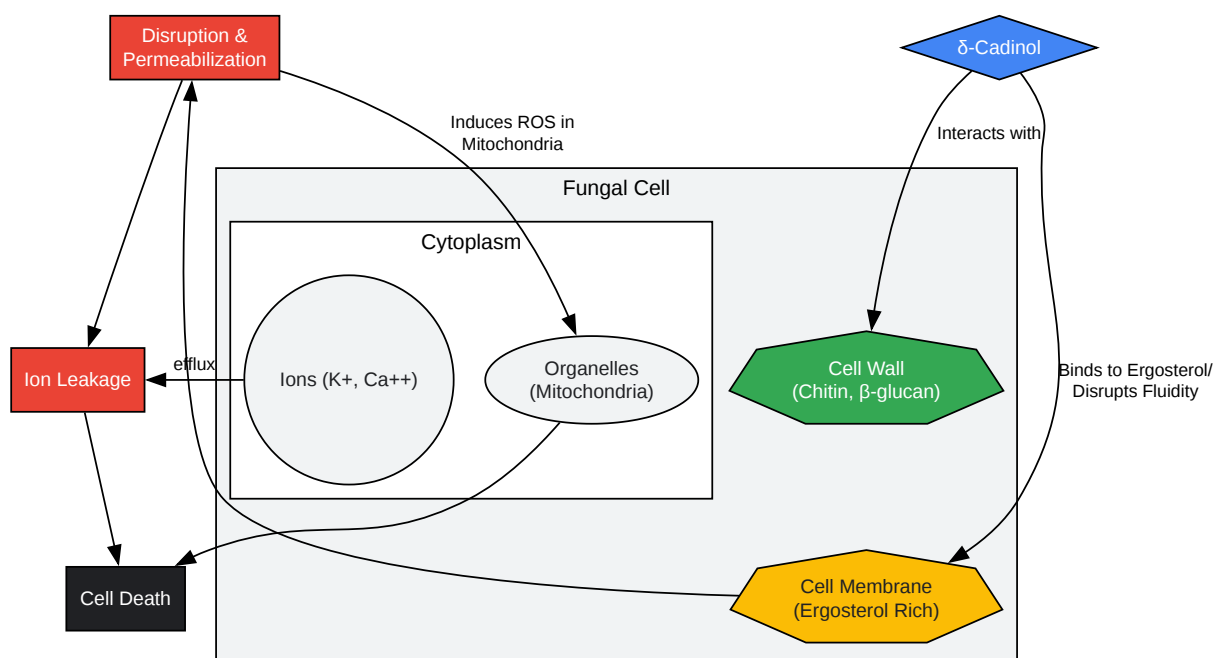 Disruption &
Permeabilization
δ-Cadinol
Induces ROS in
Mitochondria
Interacts with
Fungal Cell
Cytoplasm
Ion Leakage
efflux
Ions (K+, Ca++)
Organelles
(Mitochondria)
Cell Wall
(Chitin, β-glucan)
Binds to Ergosterol/
Disrupts Fluidity
Cell Death
Cell Membrane
(Ergosterol Rich)